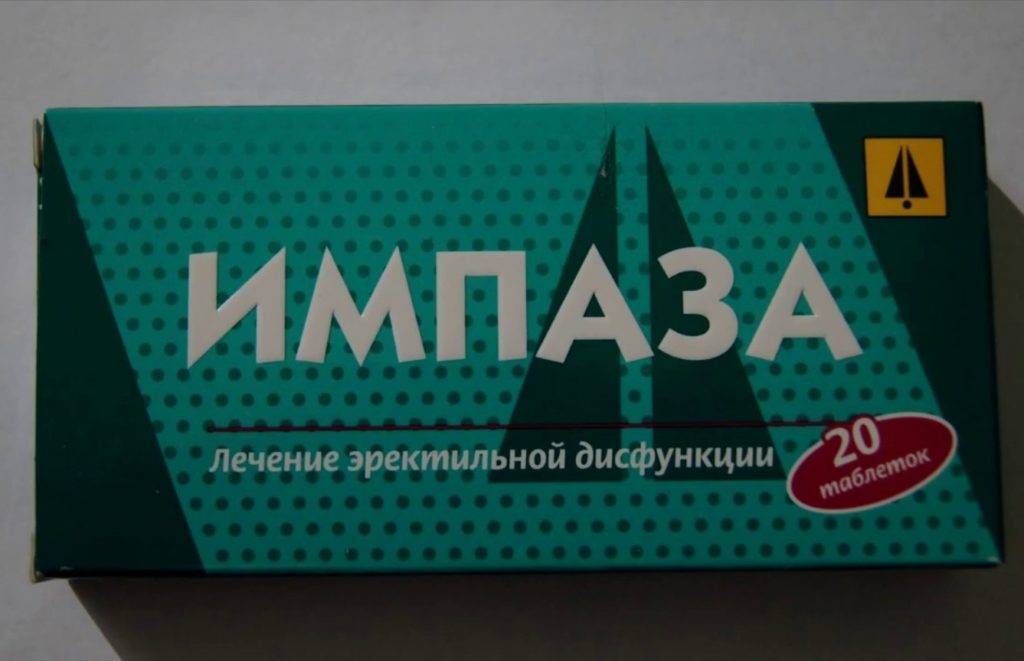 ИМПАЗА
Лечение эректильной дисфункции
20
таблеток